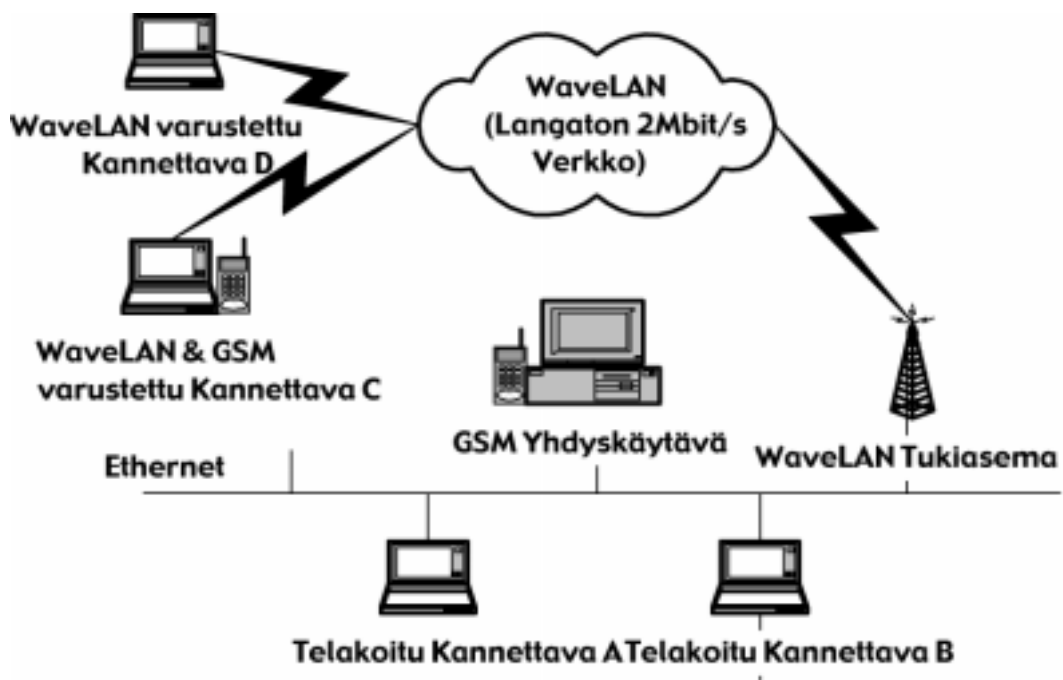 WaveLAN varustettu
Kannettava D
WaveLAN
(Langaton 2Mbit/s
Verkko)
WaveLAN & GSM
varustettu Kannettava C
GSM Yhdyskäytävä
WaveLAN Tukiasema
Ethernet
Telakoitu Kannettava A
Telakoitu Kannettava B